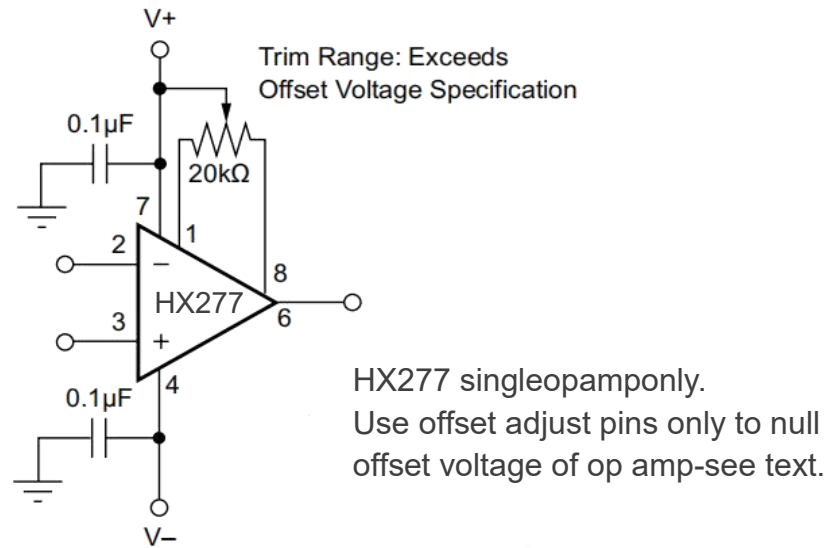 V+
Trim Range: Exceeds
Offset Voltage Specification
0.1μF
20kΩ
7
1
2
−
8
HX277
6
3
+
4
0.1μF
HX277 singleopamponly.
Use offset adjust pins only to null
offset voltage of op amp-see text.
V−